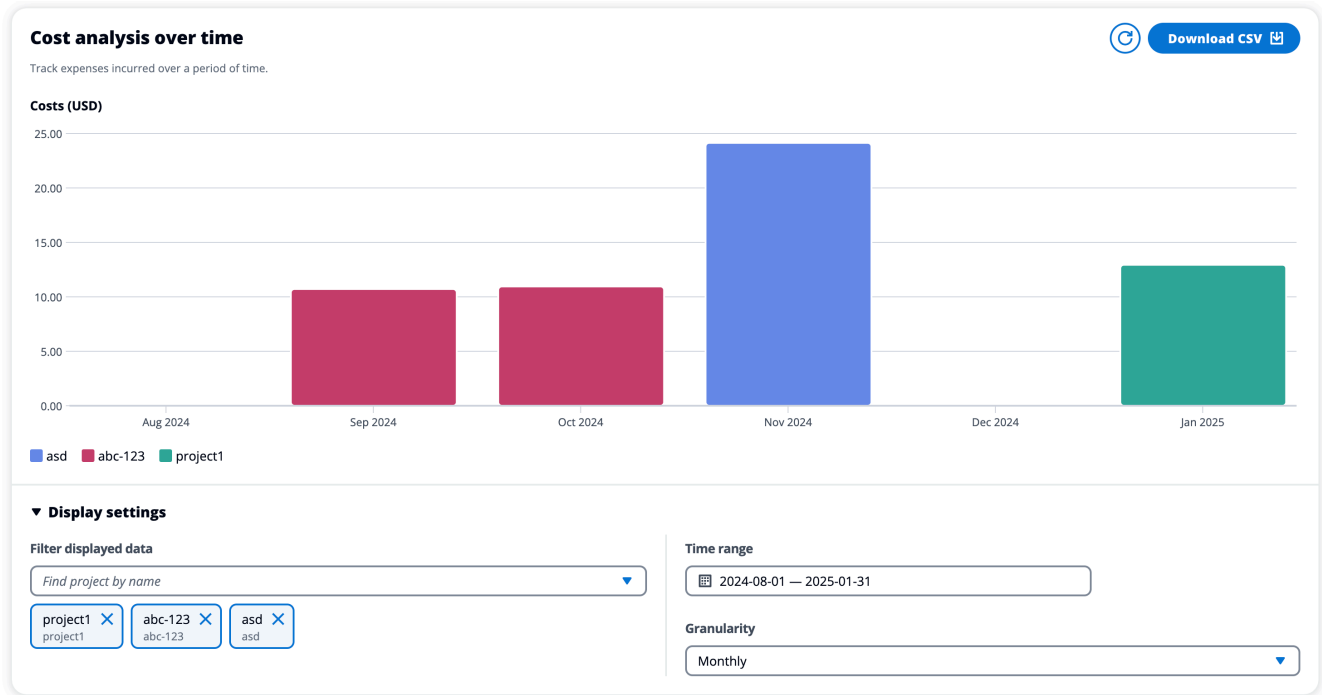 Cost analysis over time
Download CSV
Track expenses incurred over a period of time.
Costs (USD)
25.00
20.00
15.00
10.00
5.00
0.00
Aug 2024 Sep 2024 Oct 2024 Nov 2024 Dec 2024 Jan 2025
asd abc-123 project1
Display settings
Filter displayed data
Find project by name
project1 abc-123 asd
project1 abc-123 asd
Time range
2024-08-01 — 2025-01-31
Granularity
Monthly